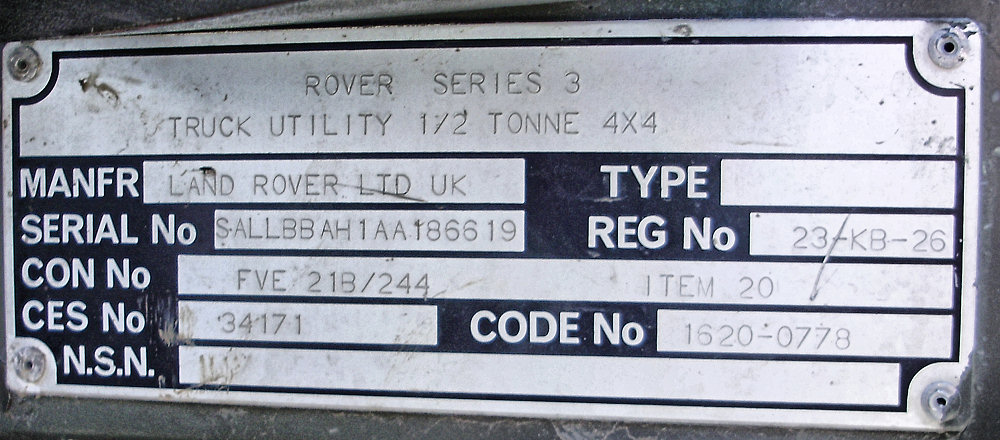 ROVER SERIES 3
TRUCK UTILITY 1/2 TONNE 4X4
MANFR LAND ROVER LTD UK TYPE
SERIAL No SALLBBAH1AA186619 REG No 23-KB-26
CON No FVE 21B/244 ITEM 20
CES No 34171 CODE No 1620-0778
N.S.N.